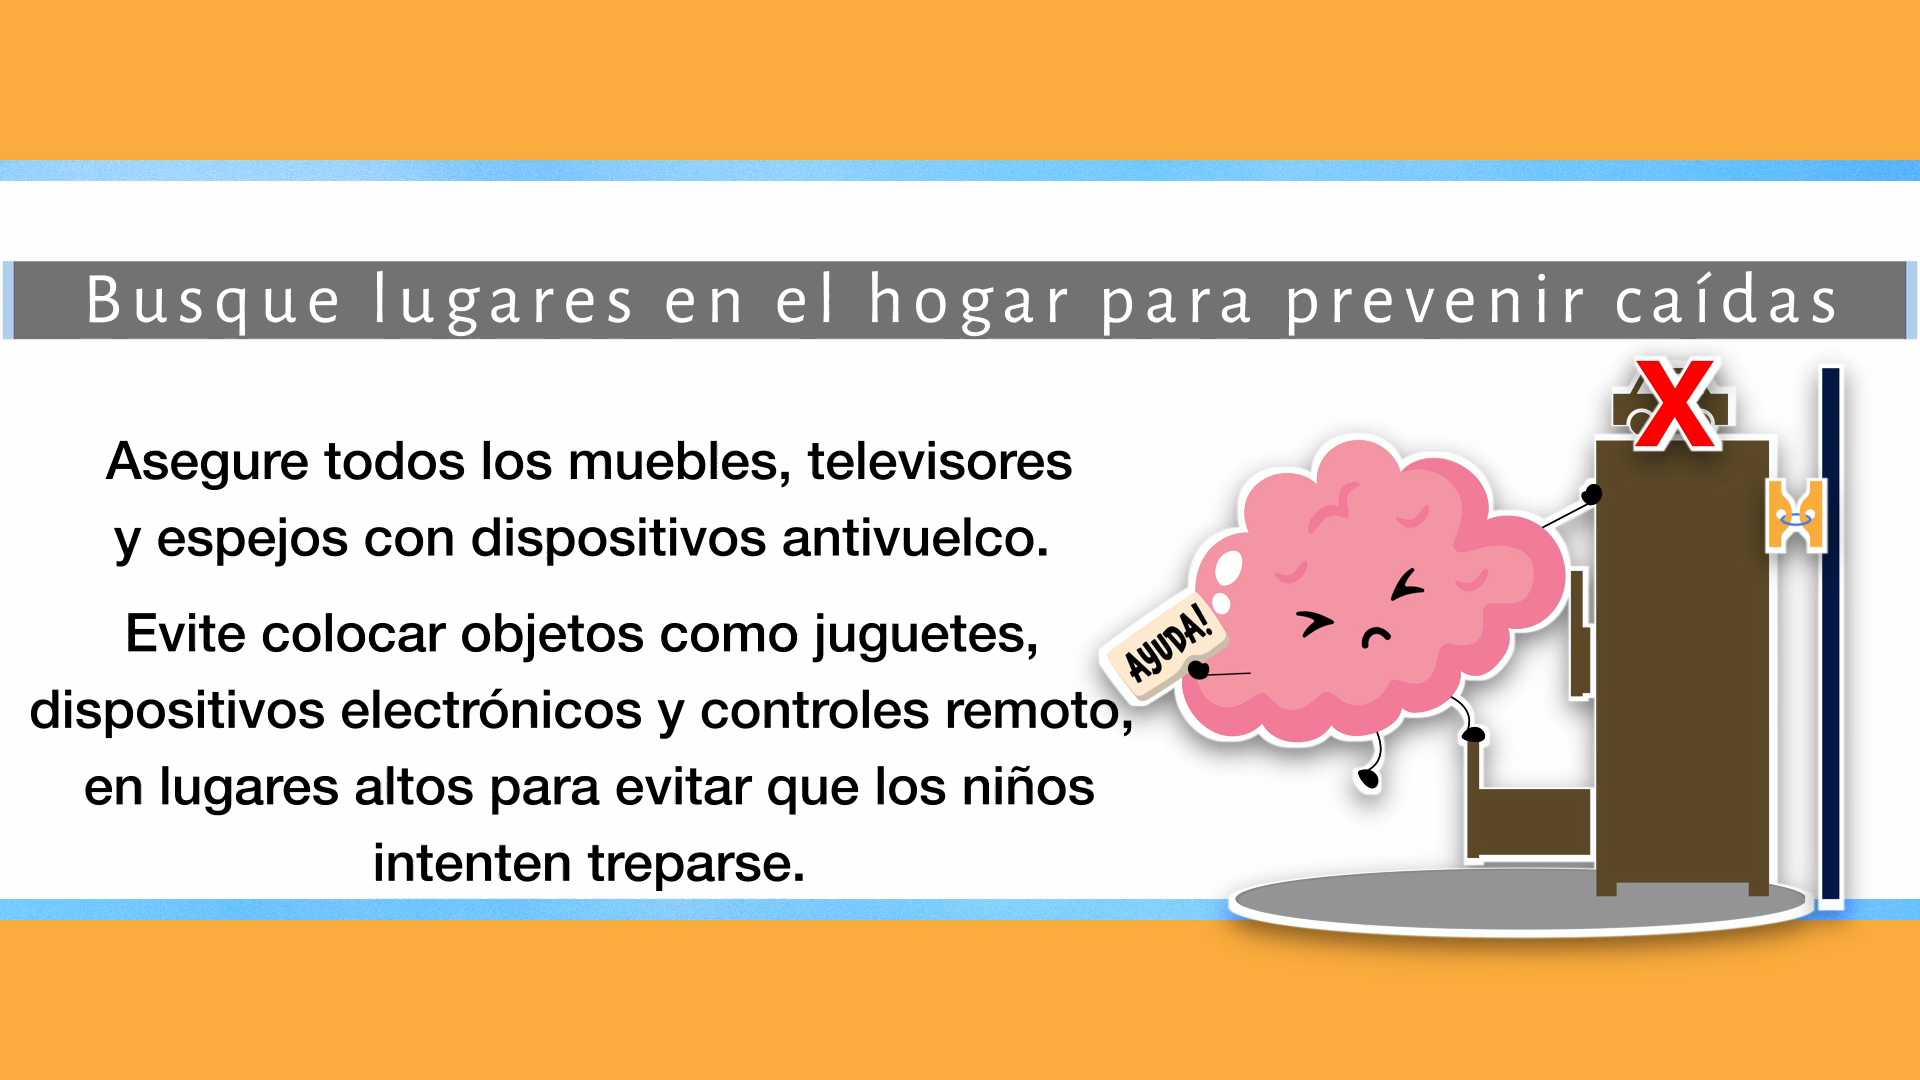 Busque lugares en el hogar para prevenir caídas
Asegure todos los muebles, televisores
y espejos con dispositivos antivuelco.
Evite colocar objetos como juguetes,
dispositivos electrónicos y controles remoto,
en lugares altos para evitar que los niños
intenten treparse.
AYUDA!
X